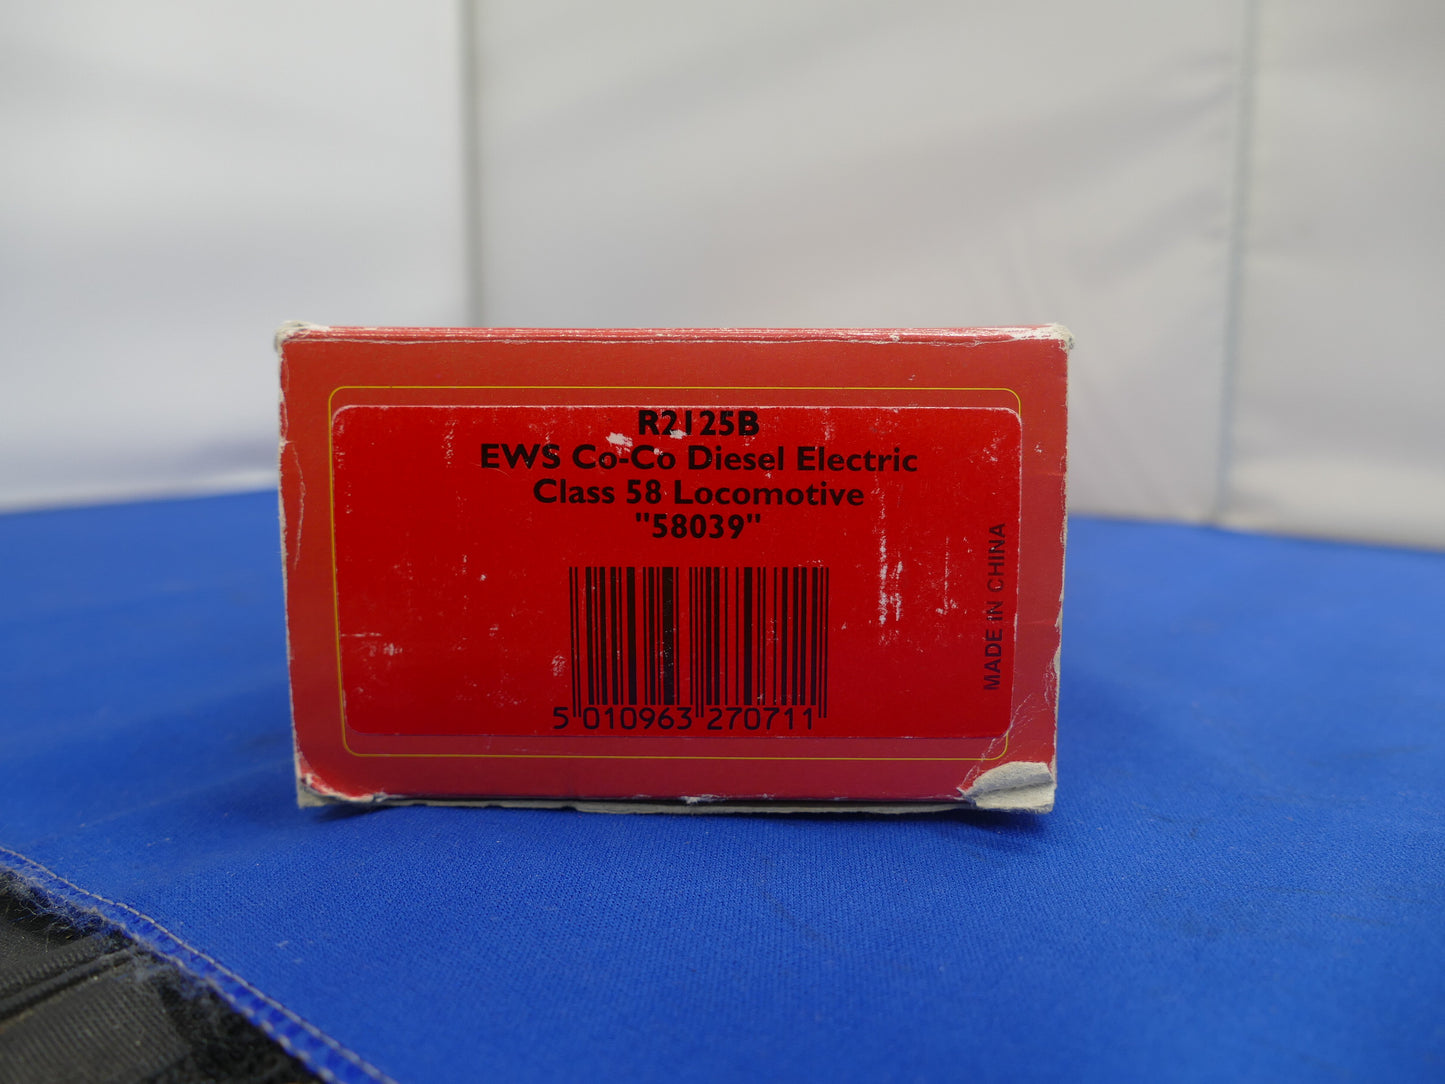 R2125B
EWS Co-Co Diesel Electric
Class 58 Locomotive
"58039"
MADE IN CHINA
5 010963 270711